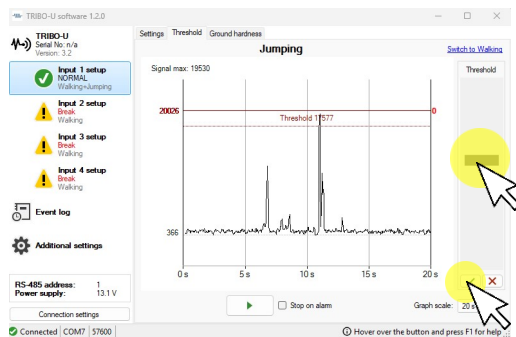 TRIBO-U software 1.2.0
TRIBO-U
Serial No: n/a
Version: 3.2
Input 1 setup
NORMAL
Walking+Jumping
Input 2 setup
Break
Walking
Input 3 setup
Break
Walking
Input 4 setup
Break
Walking
Event log
Additional settings
RS-485 address: 1
Power supply: 13.1 V
Connection settings
Settings Threshold Ground hardness
Jumping
Switch to Walking
Signal max: 19530
Threshold
20026
0
Threshold 17577
366
0 s 5 s 10 s 15 s 20 s
Stop on alarm
Graph scale: 20 s
Connected COM7 57600
Hover over the button and press F1 for help